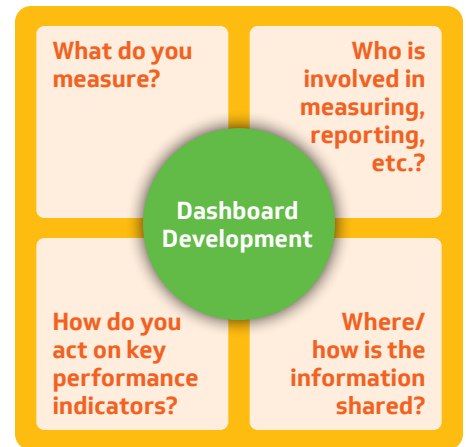 What do you
measure?
Who is
involved in
measuring,
reporting,
etc.?
Dashboard
Development
How do you
act on key
performance
indicators?
Where/
how is the
information
shared?